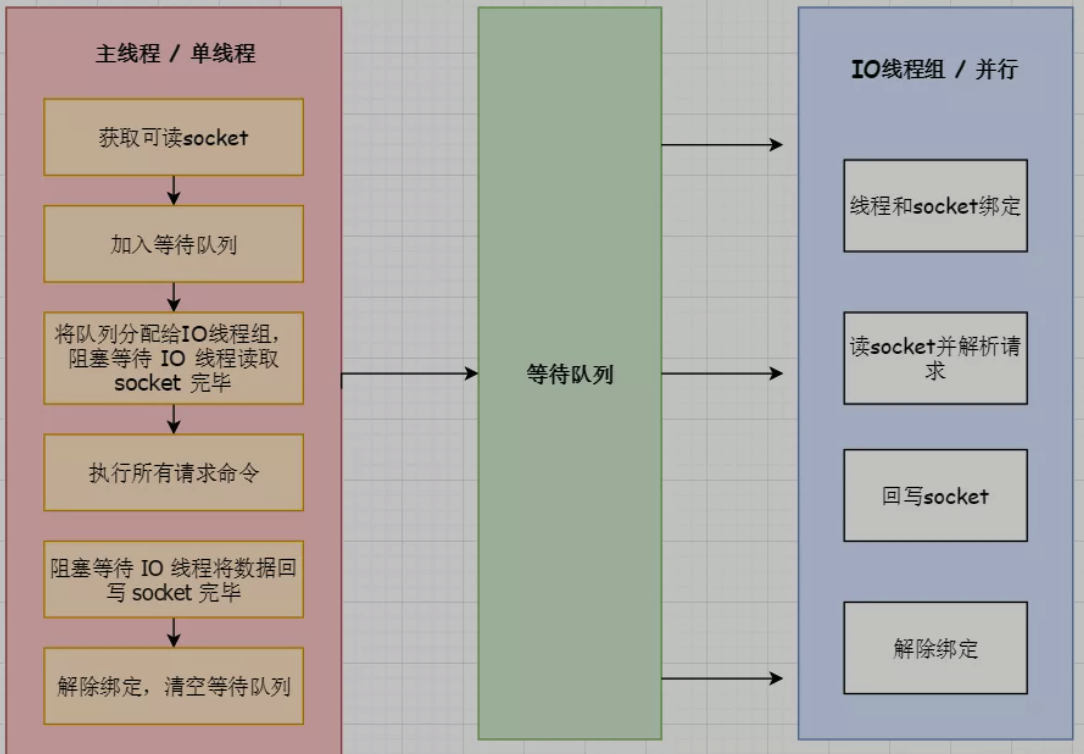 主线程 / 单线程
获取可读socket
加入等待队列
将队列分配给IO线程组,
阻塞等待 IO 线程读取
socket 完毕
执行所有请求命令
阻塞等待 IO 线程将数据回
写 socket 完毕
解除绑定，清空等待队列
等待队列
IO线程组 / 并行
线程和socket绑定
读socket并解析请
求
回写socket
解除绑定